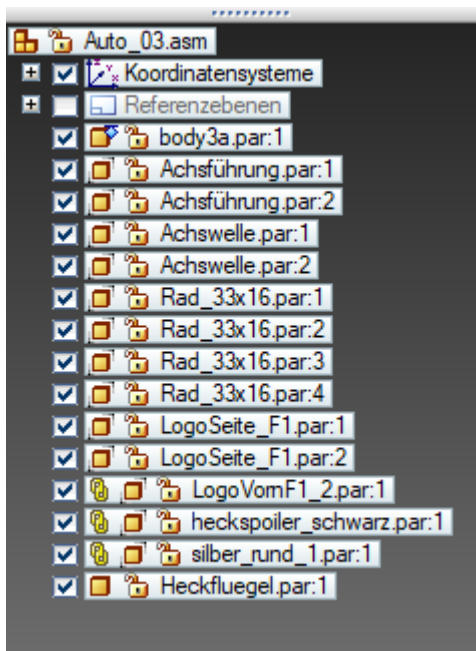 Auto_03.asm
Koordinatensysteme
Referenzebenen
body3a.par:1
Achsführung.par:1
Achsführung.par:2
Achswelle.par:1
Achswelle.par:2
Rad_33x16.par:1
Rad_33x16.par:2
Rad_33x16.par:3
Rad_33x16.par:4
LogoSeite_F1.par:1
LogoSeite_F1.par:2
LogoVornF1_2.par:1
heckspoiler_schwarz.par:1
silber_rund_1.par:1
Heckfluegel.par:1